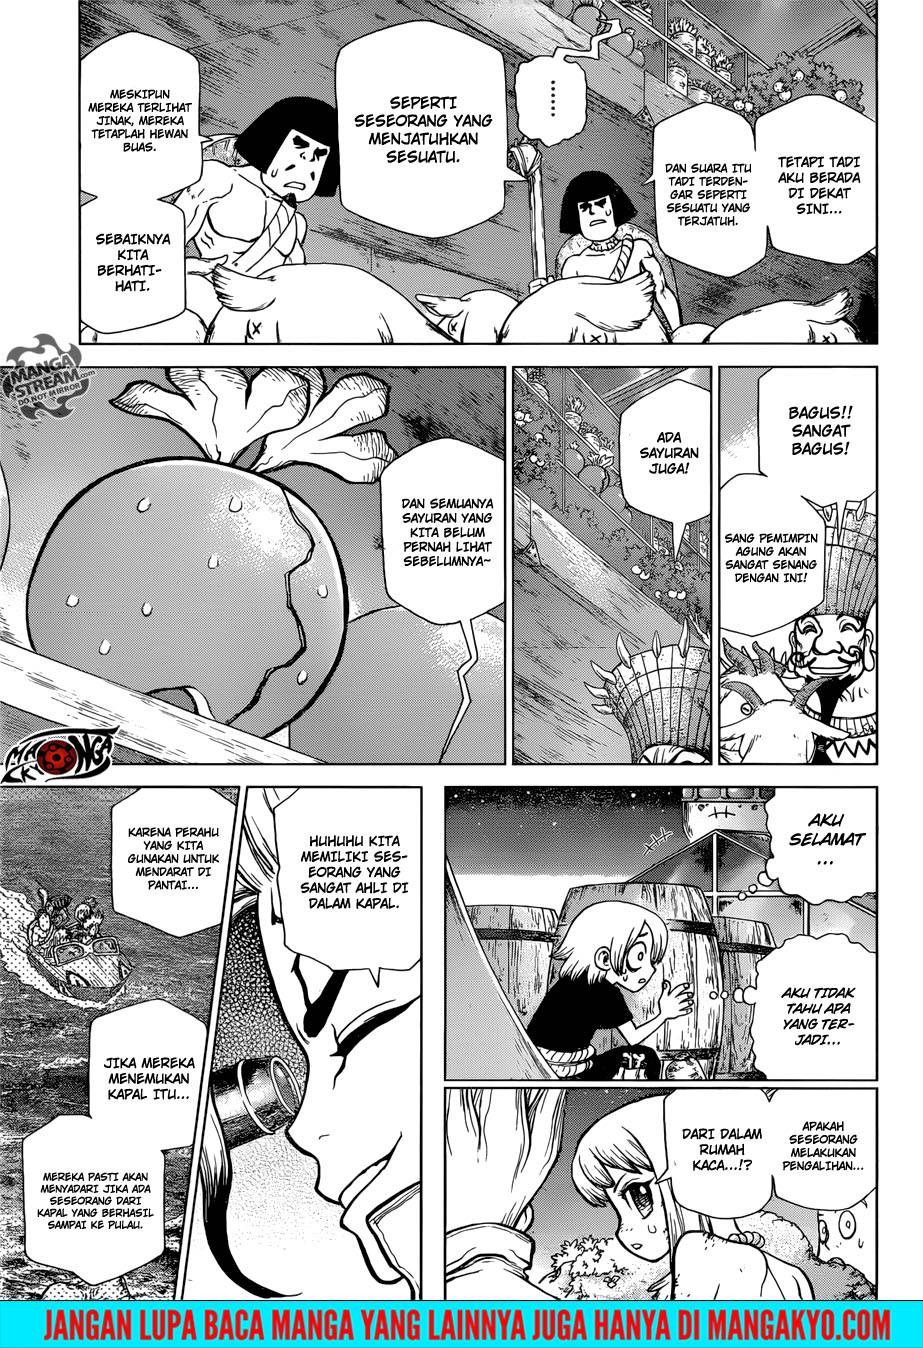 TETAPI TADI
AKU BERADA
DI DEKAT
SINI...
DAN SUARA ITU
TADI TERDEN-
GAR SEPERTI
SESUATU YANG
TERJATUH.
........
SEPERTI
SESEORANG YANG
MENJATUHKAN
SESUATU.
MESKIPUN
MEREKA TERLIHAT
JINAK, MEREKA
TETAPLAH HEWAN
BUAS.
SEBAIKNYA
KITA
BERHATI-
HATI.
BAGUS!!
SANGAT
BAGUS!
SANG PEMIMPIN
AGUNG AKAN
SANGAT SENANG
DENGAN INI!
ADA
SAYURAN
JUGA!
DAN SEMUANYA
SAYURAN YANG
KITA BELUM
PERNAH LIHAT
SEBELUMNYA~
MANGA
STREAM.com
DO NOT MIRROR
MANGA
KYO
AKU
SELAMAT
...
AKU TIDAK
TAHU APA
YANG TER-
JADI...
APAKAH
SESEORANG
MELAKUKAN
PENGALIHAN...
DARI DALAM
RUMAH
KACA...!?
HUHUHU KITA
MEMILIKI SES-
EORANG YANG
SANGAT AHLI DI
DALAM KAPAL.
KARENA PERAHU
YANG KITA
GUNAKAN UNTUK
MENDARAT DI
PANTAI...
JIKA MEREKA
MENEMUKAN
KAPAL ITU...
MEREKA PASTI AKAN
MENYADARI JIKA ADA
SESEORANG DARI
KAPAL YANG BERHASIL
SAMPAI KE PULAU.
JANGAN LUPA BACA MANGA YANG LAINNYA JUGA HANYA DI MANGAKYO.COM